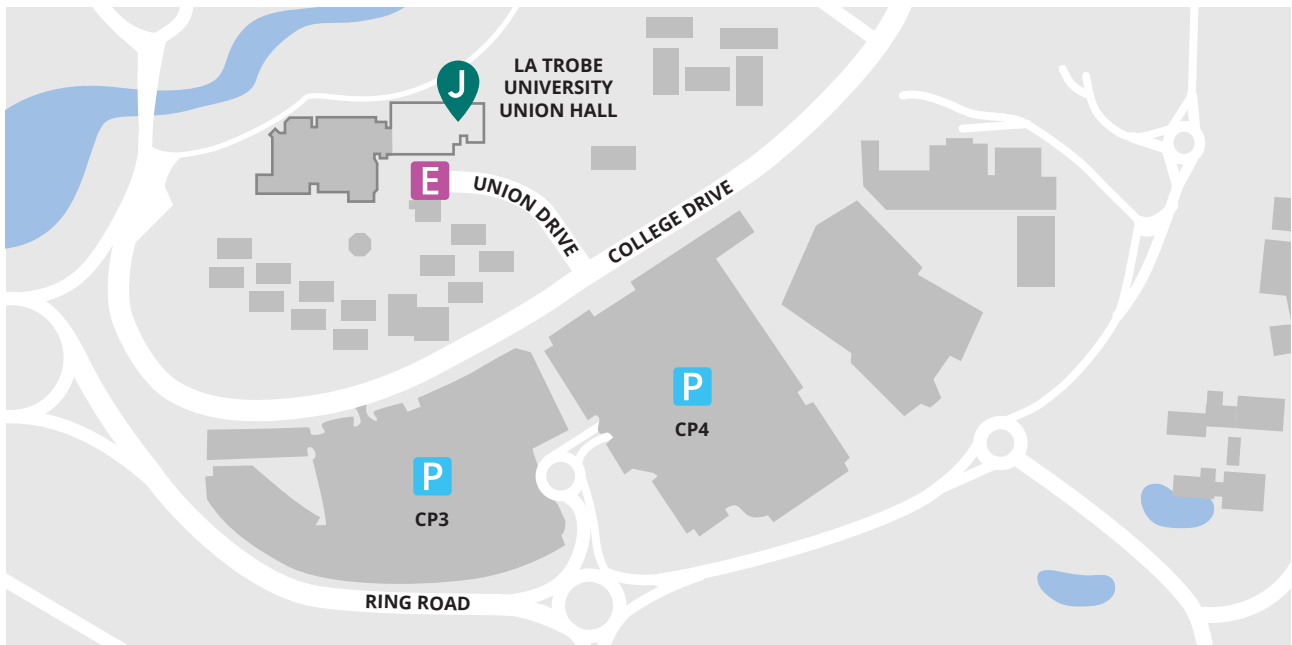 J
LA TROBE
UNIVERSITY
UNION HALL
E
UNION DRIVE
COLLEGE DRIVE
P
CP4
P
CP3
RING ROAD